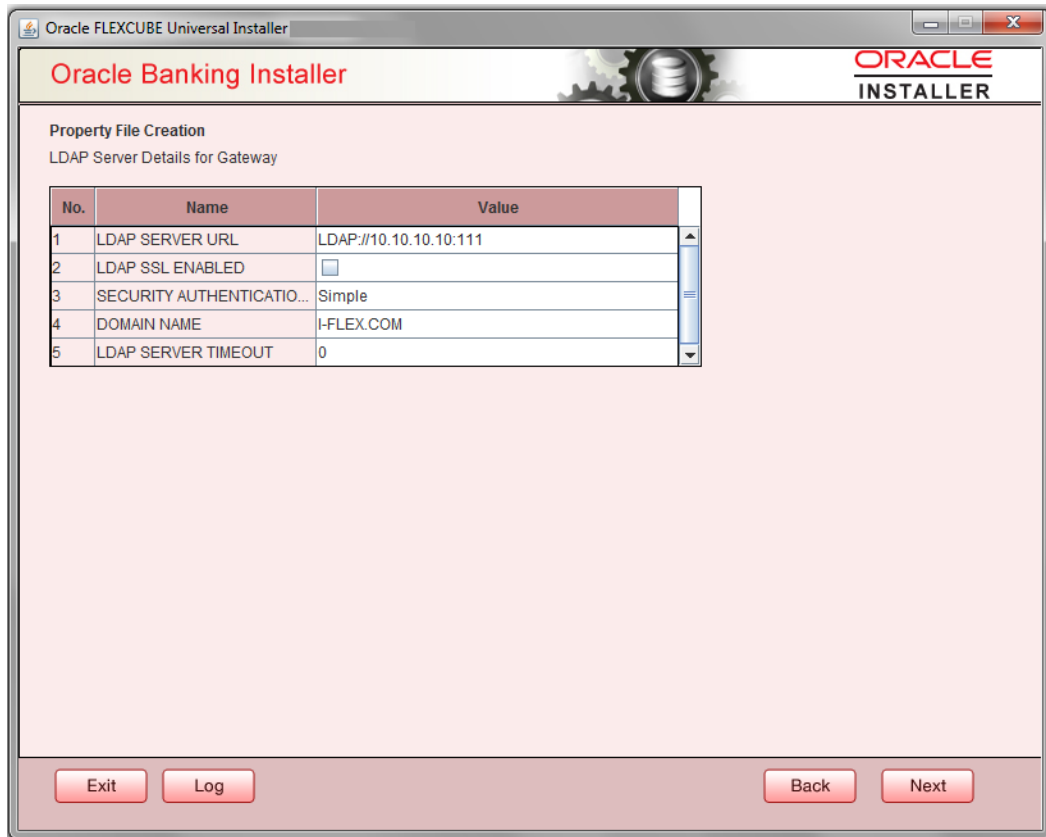 Oracle FLEXCUBE Universal Installer
Oracle Banking Installer
ORACLE
INSTALLER
Property File Creation
LDAP Server Details for Gateway
No. Name Value
1 LDAP SERVER URL LDAP://10.10.10.10:111
2 LDAP SSL ENABLED
3 SECURITY AUTHENTICATIO... Simple
4 DOMAIN NAME I-FLEX.COM
5 LDAP SERVER TIMEOUT 0
Exit Log Back Next